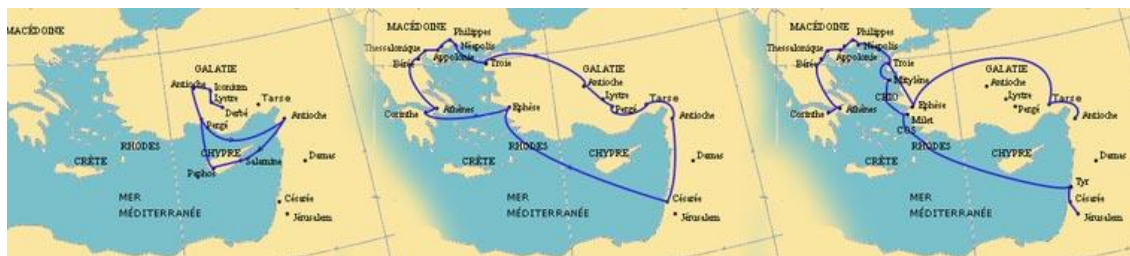 MACÉDOINE
GALATIE
Antioche
Iconium
Lystre
Derbé
Tarse
Pergé
Antioche
RHODES
CHYPRE
CRÈTE
Salamine
Damas
Paphos
MER
MÉDITERRANÉE
Césarée
Jérusalem
MACÉDOINE
Philippes
Thessalonique
Néapolis
Appolonie
Bérée
Troie
GALATIE
Antioche
Lystre
Pergé
Tarse
Corinthe
Athènes
Ephèse
Antioche
RHODES
CRÈTE
CHYPRE
Damas
MER
MÉDITERRANÉE
Césarée
Jérusalem
MACÉDOINE
Philippes
Thessalonique
Néapolis
Appolonie
Bérée
Troie
GALATIE
Mitylène
Antioche
CHIO
Lystre
Pergé
Tarse
Corinthe
Athènes
Ephèse
Milet
Antioche
COS
RHODES
CRÈTE
CHYPRE
Damas
Tyr
MER
MÉDITERRANÉE
Césarée
Jérusalem